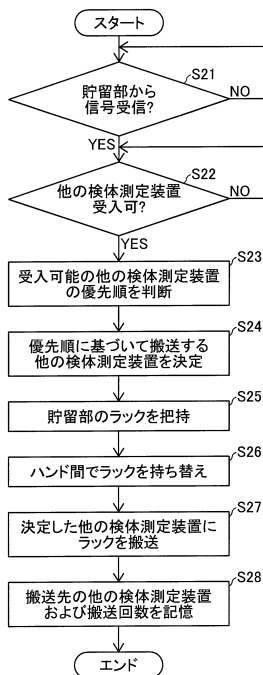 スタート
S21
貯留部から
信号受信?
NO
YES
S22
他の検体測定装置
受入可?
NO
YES
S23
受入可能の他の検体測定装置
の優先順を判断
S24
優先順に基づいて搬送する
他の検体測定装置を決定
S25
貯留部のラックを把持
S26
ハンド間でラックを持ち替え
S27
決定した他の検体測定装置に
ラックを搬送
S28
搬送先の他の検体測定装置
および搬送回数を記憶
エンド